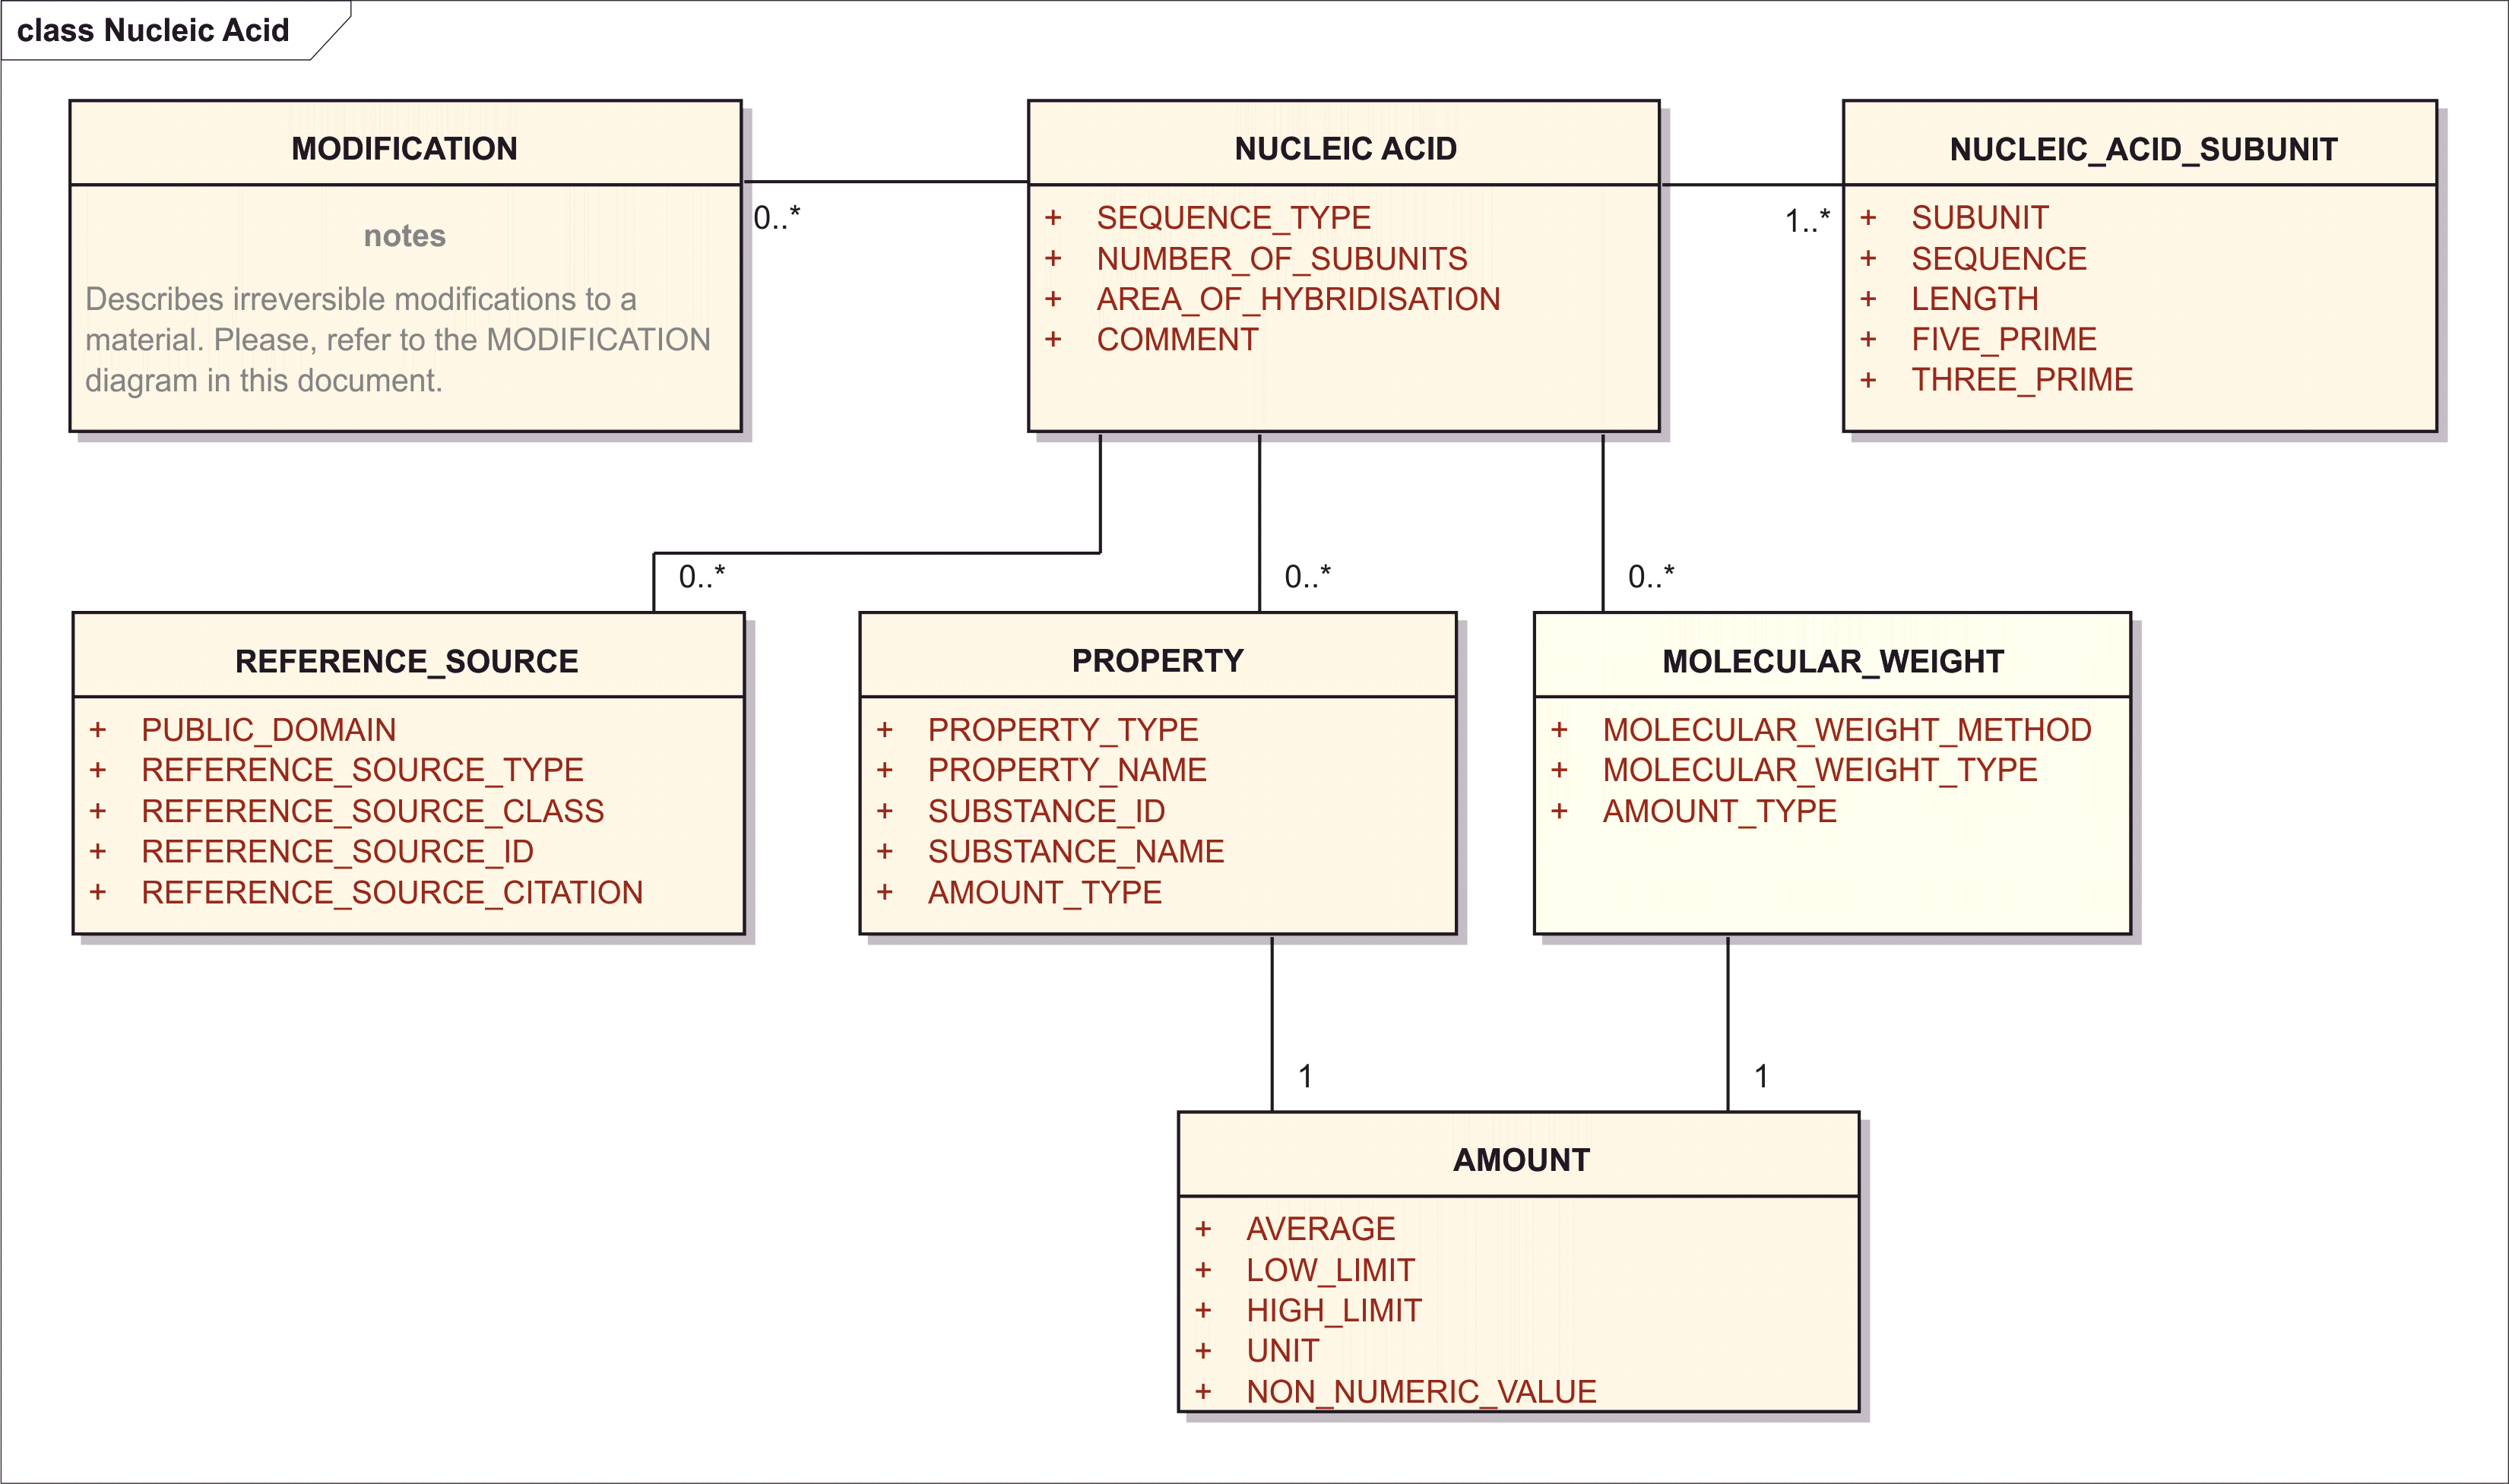 class Nucleic Acid
MODIFICATION
notes
Describes irreversible modifications to a
material. Please, refer to the MODIFICATION
diagram in this document.
0..*
NUCLEIC ACID
+ SEQUENCE_TYPE
+ NUMBER_OF_SUBUNITS
+ AREA_OF_HYBRIDISATION
+ COMMENT
1..*
NUCLEIC_ACID_SUBUNIT
+ SUBUNIT
+ SEQUENCE
+ LENGTH
+ FIVE_PRIME
+ THREE_PRIME
0..*
0..*
0..*
REFERENCE_SOURCE
+ PUBLIC_DOMAIN
+ REFERENCE_SOURCE_TYPE
+ REFERENCE_SOURCE_CLASS
+ REFERENCE_SOURCE_ID
+ REFERENCE_SOURCE_CITATION
PROPERTY
+ PROPERTY_TYPE
+ PROPERTY_NAME
+ SUBSTANCE_ID
+ SUBSTANCE_NAME
+ AMOUNT_TYPE
MOLECULAR_WEIGHT
+ MOLECULAR_WEIGHT_METHOD
+ MOLECULAR_WEIGHT_TYPE
+ AMOUNT_TYPE
1
1
AMOUNT
+ AVERAGE
+ LOW_LIMIT
+ HIGH_LIMIT
+ UNIT
+ NON_NUMERIC_VALUE